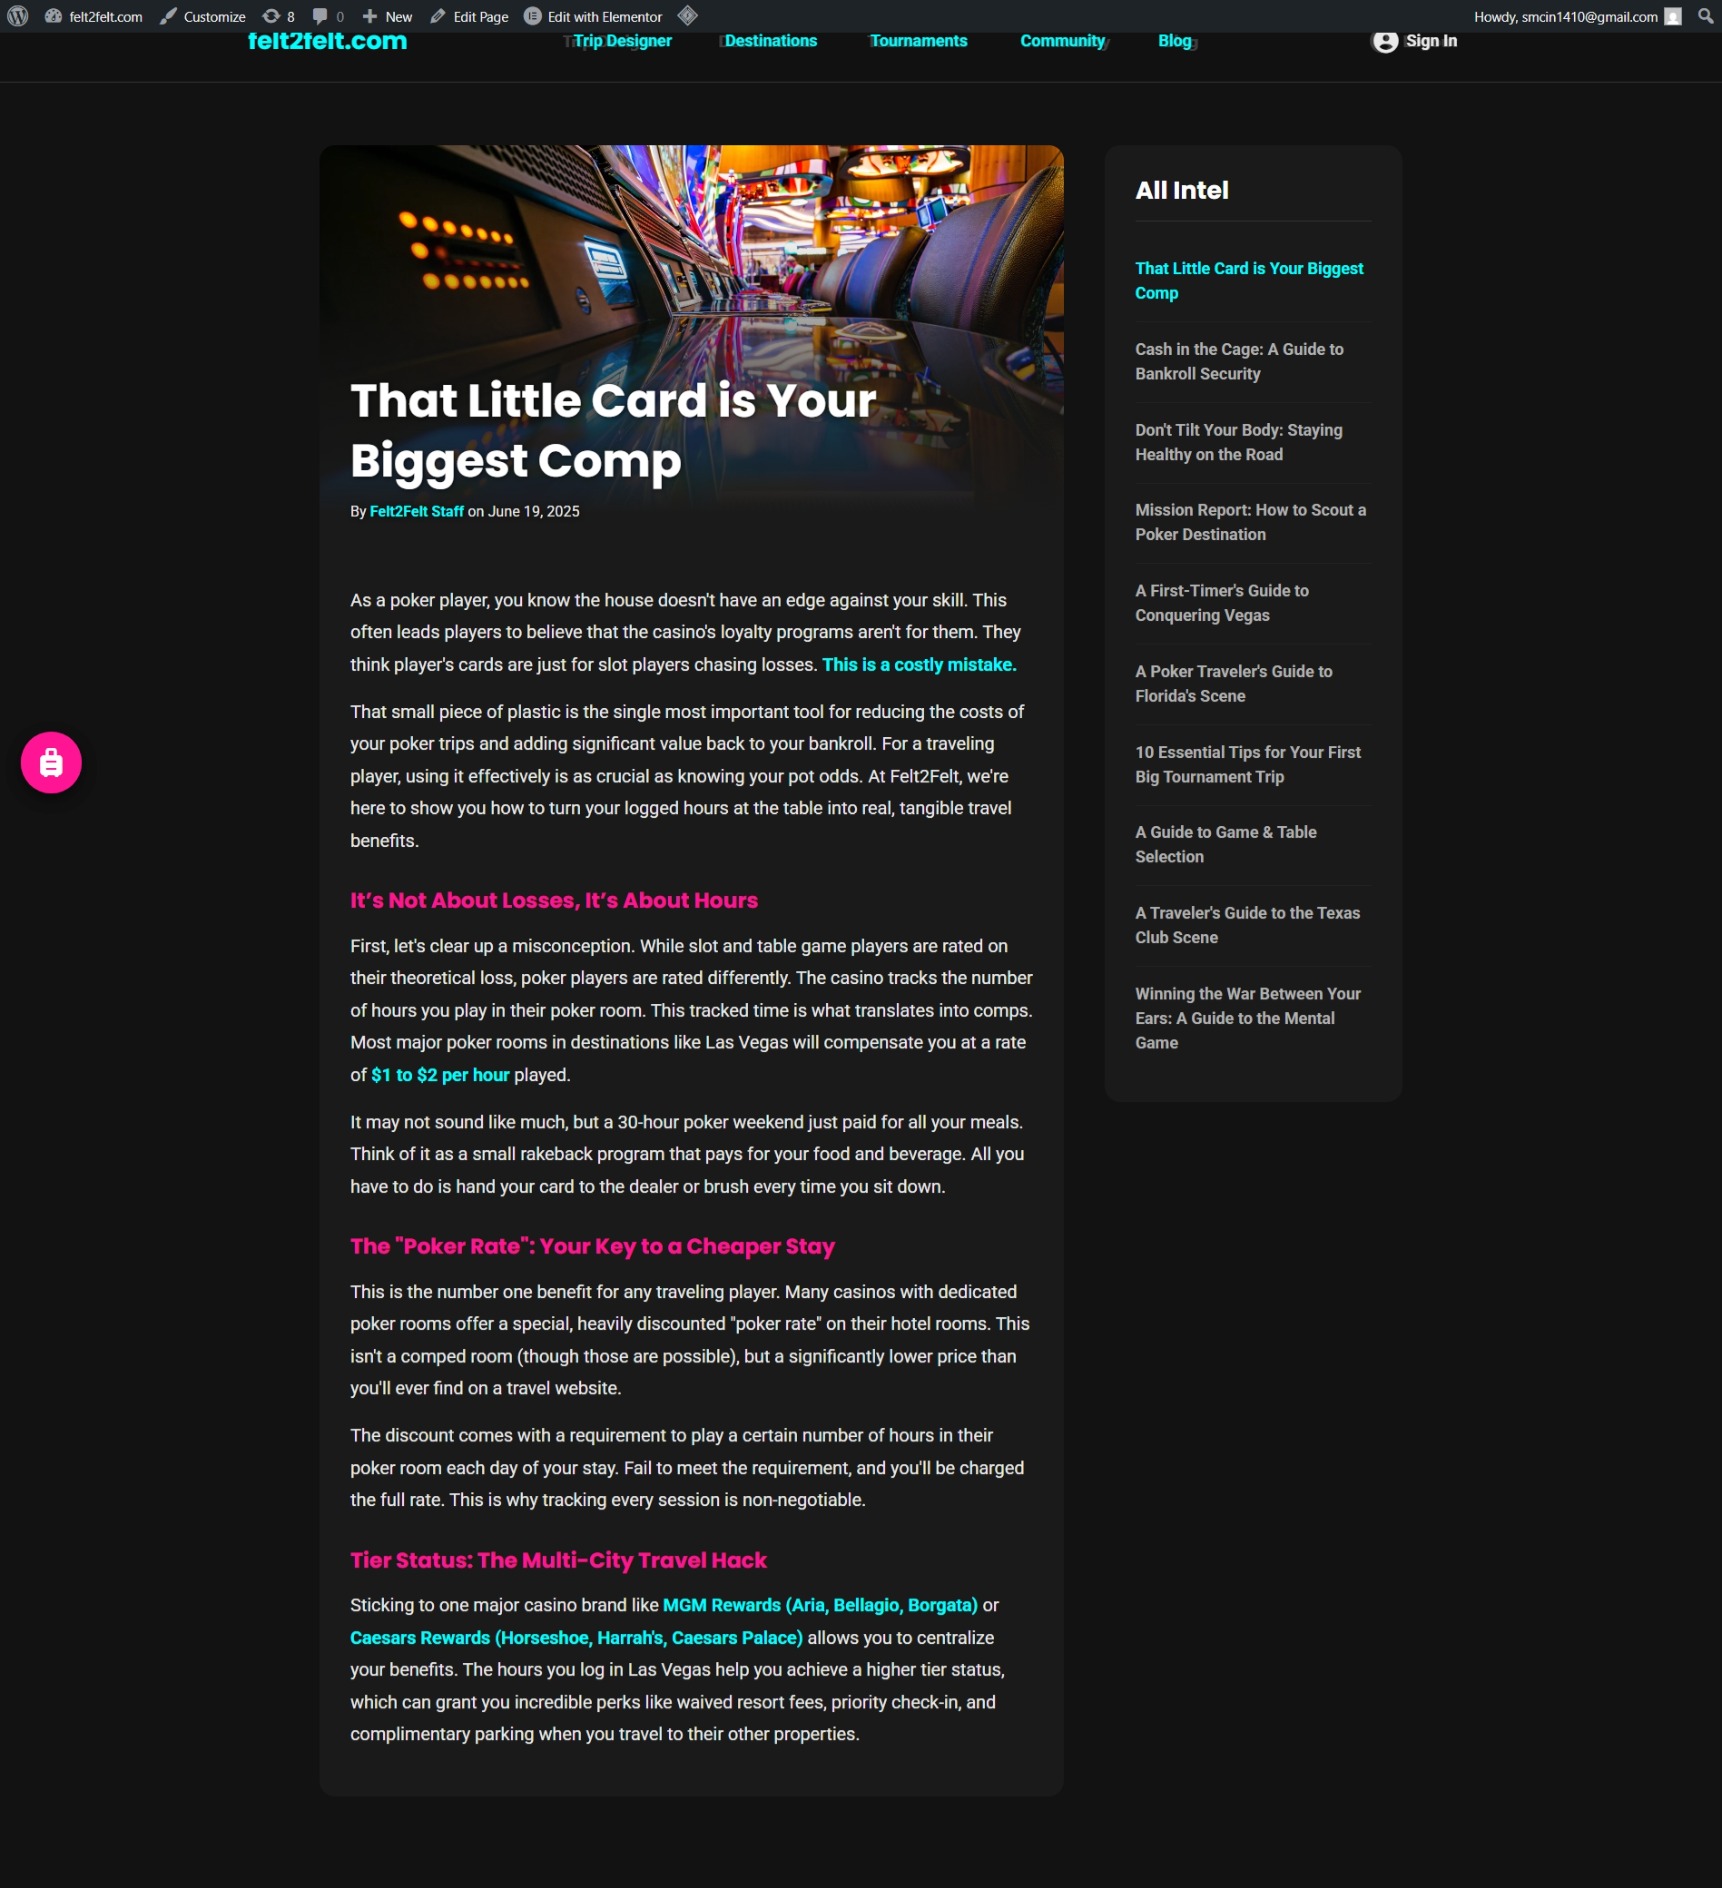 felt2felt.com Customize 8 0 New Edit Page Edit with Elementor Howdy, smcin1410@gmail.com
felt2felt.com Trip Designer Destinations Tournaments Community Blog Sign In
That Little Card is Your
Biggest Comp
By Felt2Felt Staff on June 19, 2025
As a poker player, you know the house doesn't have an edge against your skill. This
often leads players to believe that the casino's loyalty programs aren't for them. They
think player's cards are just for slot players chasing losses. This is a costly mistake.
That small piece of plastic is the single most important tool for reducing the costs of
your poker trips and adding significant value back to your bankroll. For a traveling
player, using it effectively is as crucial as knowing your pot odds. At Felt2Felt, we're
here to show you how to turn your logged hours at the table into real, tangible travel
benefits.
It’s Not About Losses, It’s About Hours
First, let's clear up a misconception. While slot and table game players are rated on
their theoretical loss, poker players are rated differently. The casino tracks the number
of hours you play in their poker room. This tracked time is what translates into comps.
Most major poker rooms in destinations like Las Vegas will compensate you at a rate
of $1 to $2 per hour played.
It may not sound like much, but a 30-hour poker weekend just paid for all your meals.
Think of it as a small rakeback program that pays for your food and beverage. All you
have to do is hand your card to the dealer or brush every time you sit down.
The "Poker Rate": Your Key to a Cheaper Stay
This is the number one benefit for any traveling player. Many casinos with dedicated
poker rooms offer a special, heavily discounted "poker rate" on their hotel rooms. This
isn't a comped room (though those are possible), but a significantly lower price than
you'll ever find on a travel website.
The discount comes with a requirement to play a certain number of hours in their
poker room each day of your stay. Fail to meet the requirement, and you'll be charged
the full rate. This is why tracking every session is non-negotiable.
Tier Status: The Multi-City Travel Hack
Sticking to one major casino brand like MGM Rewards (Aria, Bellagio, Borgata) or
Caesars Rewards (Horseshoe, Harrah's, Caesars Palace) allows you to centralize
your benefits. The hours you log in Las Vegas help you achieve a higher tier status,
which can grant you incredible perks like waived resort fees, priority check-in, and
complimentary parking when you travel to their other properties.
All Intel
That Little Card is Your Biggest
Comp
Cash in the Cage: A Guide to
Bankroll Security
Don't Tilt Your Body: Staying
Healthy on the Road
Mission Report: How to Scout a
Poker Destination
A First-Timer's Guide to
Conquering Vegas
A Poker Traveler's Guide to
Florida's Scene
10 Essential Tips for Your First
Big Tournament Trip
A Guide to Game & Table
Selection
A Traveler's Guide to the Texas
Club Scene
Winning the War Between Your
Ears: A Guide to the Mental
Game